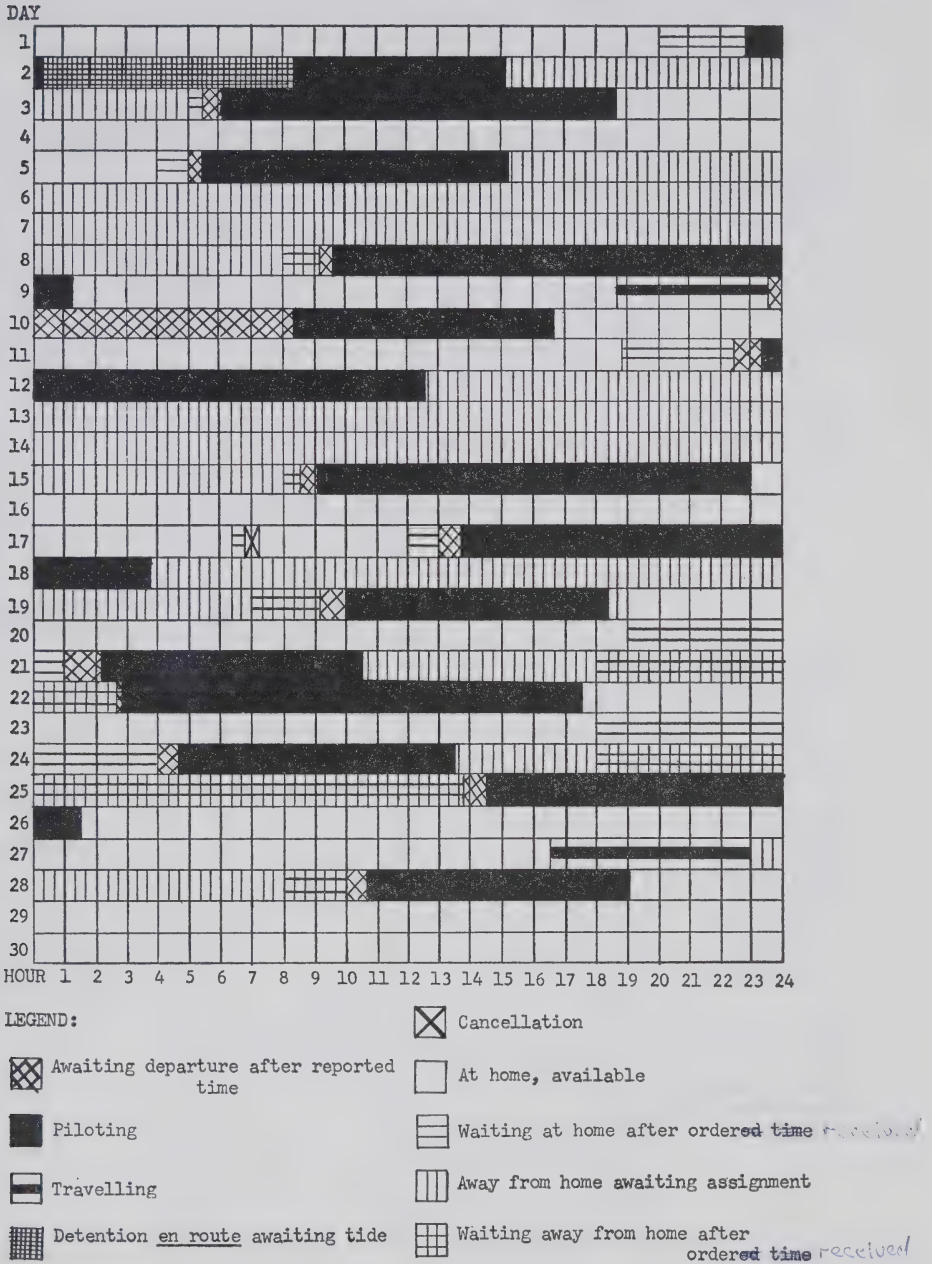 DAY
1
2
3
4
5
6
7
8
9
10
11
12
13
14
15
16
17
18
19
20
21
22
23
24
25
26
27
28
29
30
HOUR 1 2 3 4 5 6 7 8 9 10 11 12 13 14 15 16 17 18 19 20 21 22 23 24
LEGEND:
Cancellation
Awaiting departure after reported
time
At home, available
Piloting
Waiting at home after ordered time received
Travelling
Away from home awaiting assignment
Detention en route awaiting tide
Waiting away from home after
ordered time received